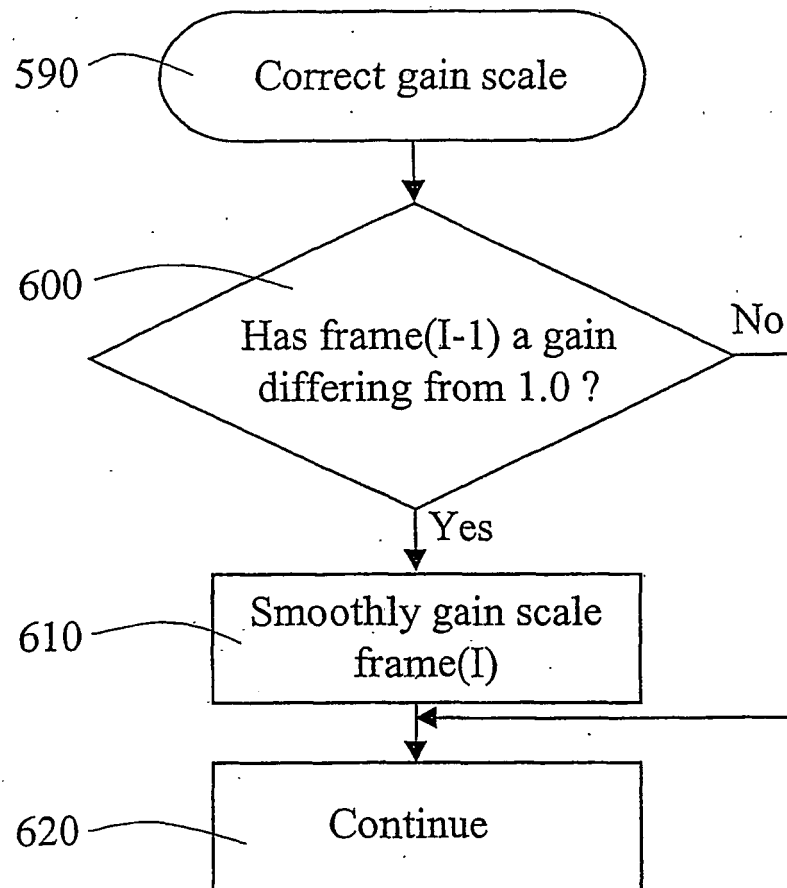 590
Correct gain scale
600
Has frame(I-1) a gain
differing from 1.0 ?
No
Yes
610
Smoothly gain scale
frame(I)
620
Continue